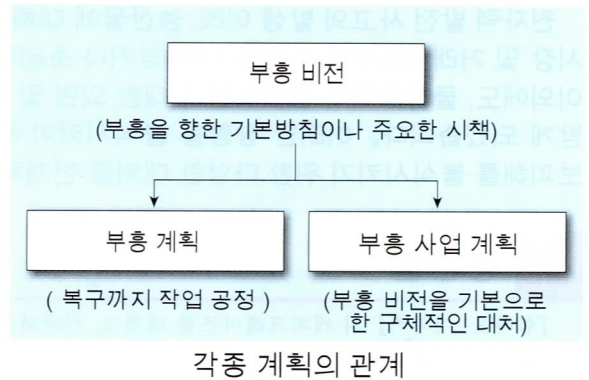 부흥 비전
(부흥을 향한 기본방침이나 주요한 시책)
부흥 계획
부흥 사업 계획
( 복구까지 작업 공정 )
(부흥 비전을 기본으로
한 구체적인 대처)
각종 계획의 관계